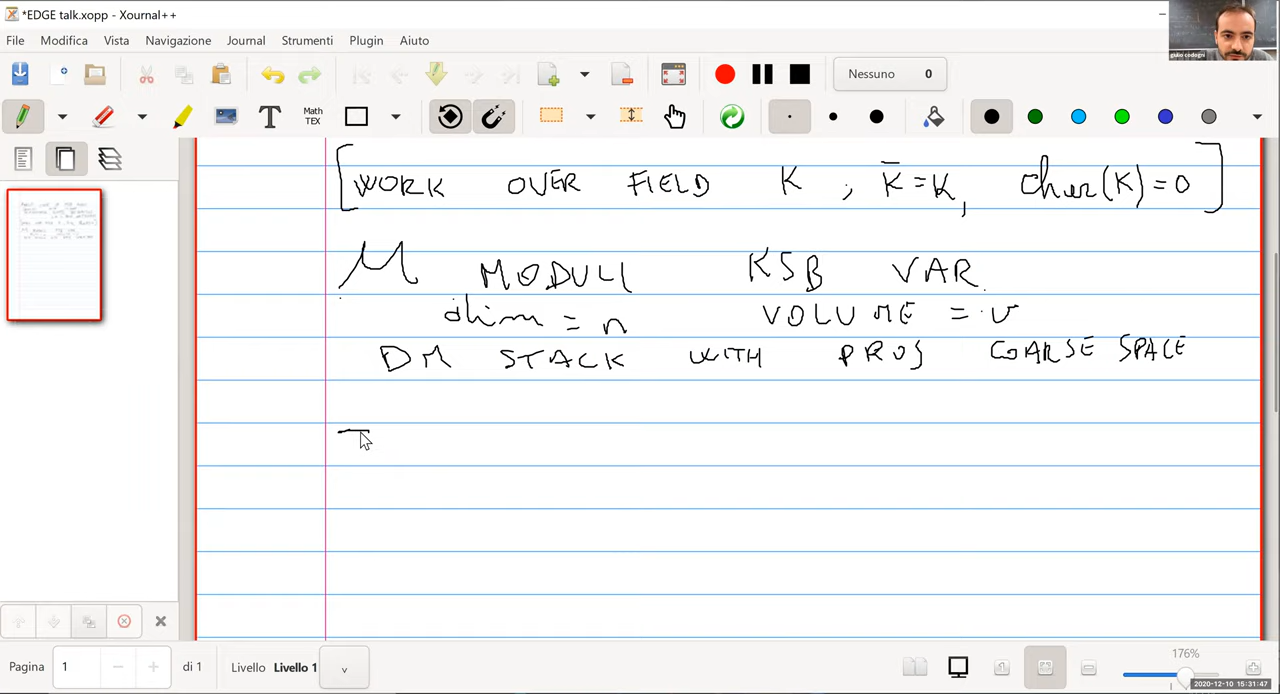 *EDGE talk.xopp - Xournal++
File Modifica Vista Navigazione Journal Strumenti Plugin Aiuto
Nessuno 0
T Math TEX
[WORK OVER FIELD K ; K̄=K, char(K)=0]
M MODULI KSB VAR.
dim = n VOLUME = v
DM STACK WITH PROJ COARSE SPACE
Pagina 1 di 1 Livello Livello 1
176%
2020-12-10 15:31:47